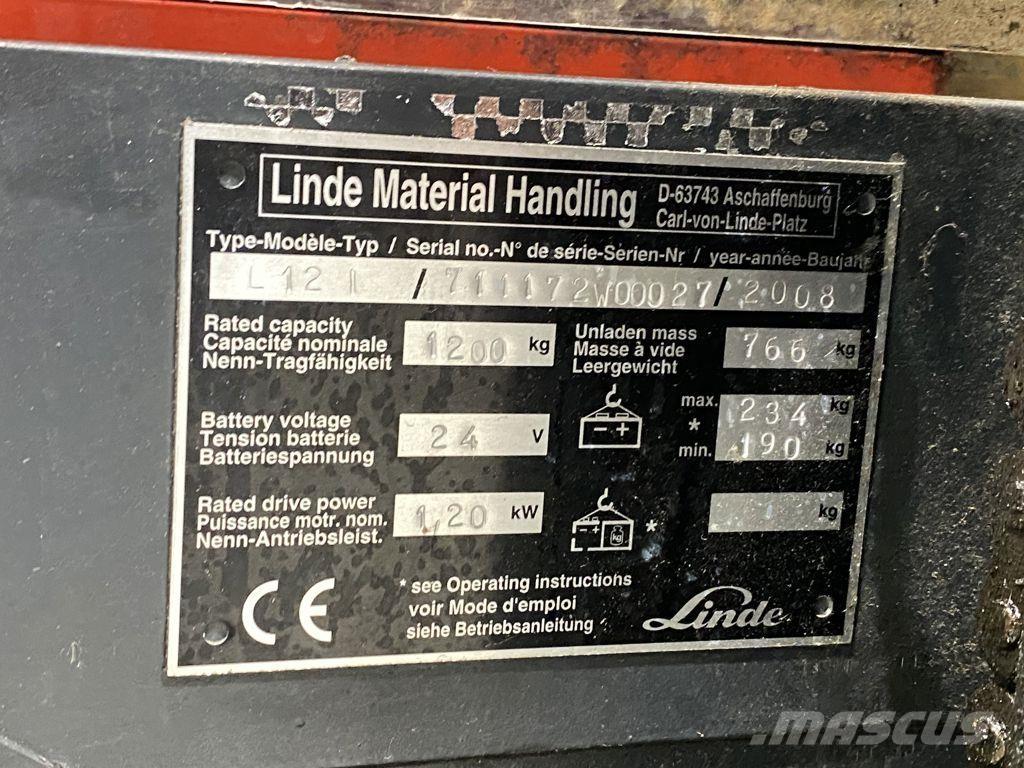 Linde Material Handling
D-63743 Aschaffenburg
Carl-von-Linde-Platz
Type-Modèle-Typ / Serial no.-N° de série-Serien-Nr / year-année-Baujahr
L12 / 711172W00027 / 2008
Rated capacity
Capacité nominale
Nenn-Tragfähigkeit
1200 kg
Unladen mass
Masse à vide
Leergewicht
766 kg
Battery voltage
Tension batterie
Batteriespannung
24 V
- +
max. 234 kg
*
min. 190 kg
Rated drive power
Puissance motr. nom.
Nenn-Antriebsleist.
1,20 kW
- + kg *
kg
CE
* see Operating instructions
voir Mode d'emploi
siehe Betriebsanleitung
Linde
MASCUS